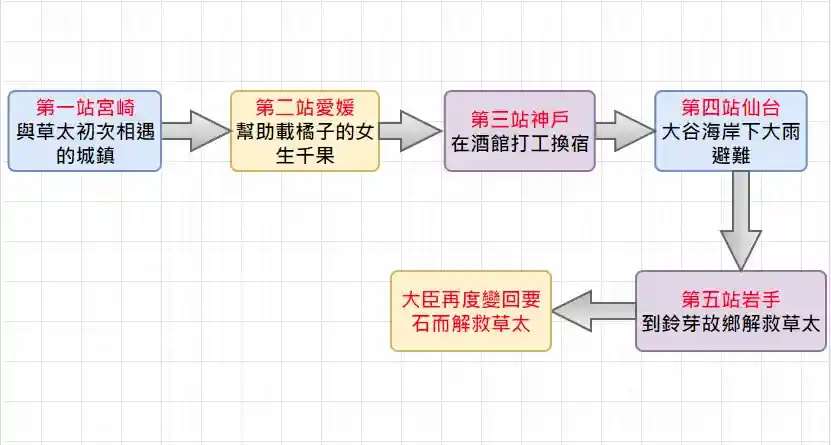 第一站宮崎
與草太初次相遇
的城鎮
第二站愛媛
幫助載橘子的女
生千果
第三站神戶
在酒館打工換宿
第四站仙台
大谷海岸下大雨
避難
第五站岩手
到鈴芽故鄉解救草太
大臣再度變回要
石而解救草太